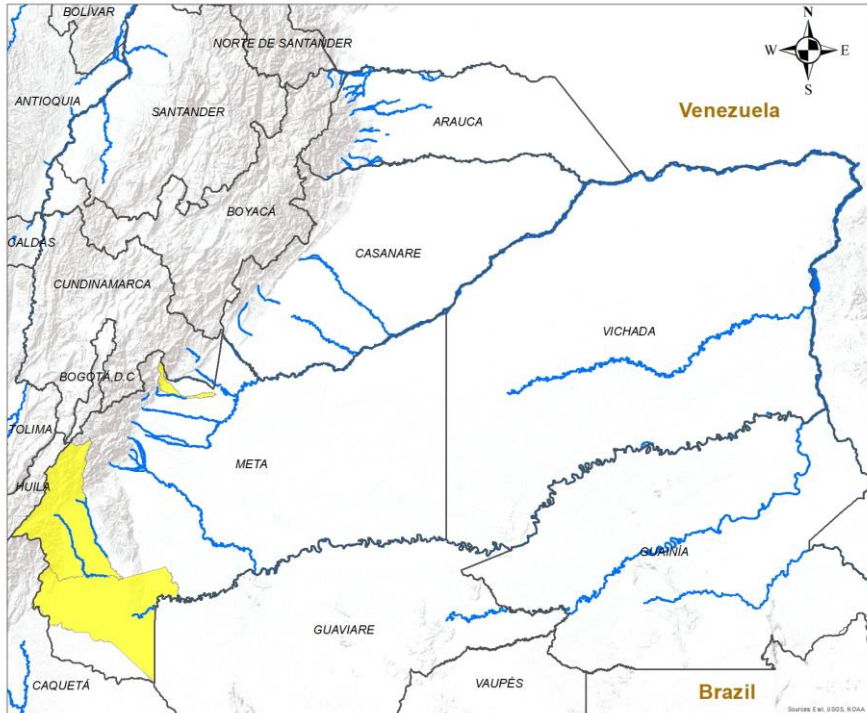 BOLÍVAR
N
NORTE DE SANTANDER
W E
S
ANTIOQUIA
SANTANDER
Venezuela
ARAUCA
BOYACÁ
CALDAS
CASANARE
CUNDINAMARCA
VICHADA
BOGOTÁ, D.C
TOLIMA
META
HUILA
GUAINÍA
GUAVIARE
CAQUETÁ
VAUPÉS
Brazil
Sources: Esri, USGS, NOAA